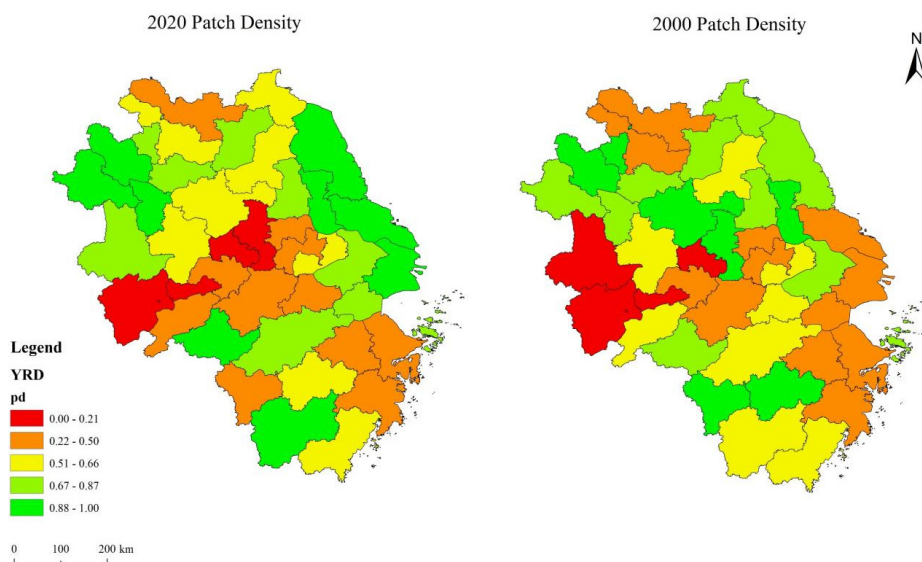 2020 Patch Density
2000 Patch Density
N
Legend
YRD
pd
0.00 - 0.21
0.22 - 0.50
0.51 - 0.66
0.67 - 0.87
0.88 - 1.00
0 100 200 km